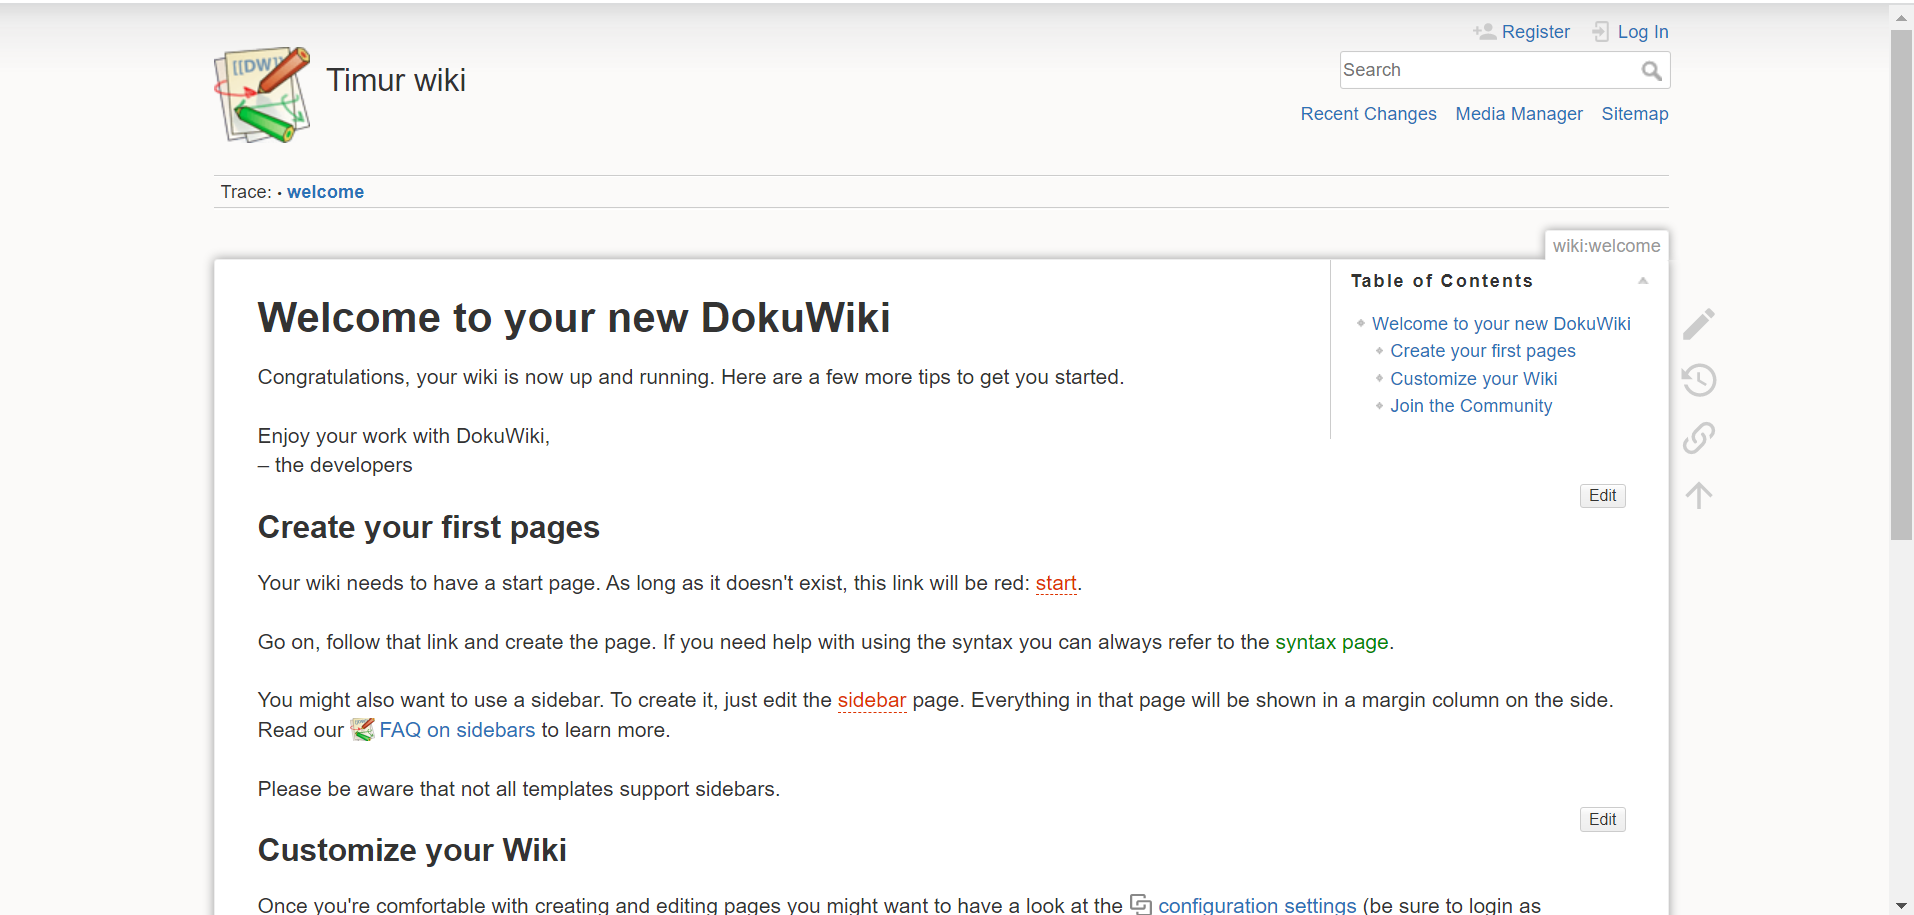 Register Log In
[[DW]]
Timur wiki
Search
Recent Changes Media Manager Sitemap
Trace: • welcome
wiki:welcome
Table of Contents
Welcome to your new DokuWiki
Create your first pages
Customize your Wiki
Join the Community
Welcome to your new DokuWiki
Congratulations, your wiki is now up and running. Here are a few more tips to get you started.
Enjoy your work with DokuWiki,
– the developers
Edit
Create your first pages
Your wiki needs to have a start page. As long as it doesn't exist, this link will be red: start.
Go on, follow that link and create the page. If you need help with using the syntax you can always refer to the syntax page.
You might also want to use a sidebar. To create it, just edit the sidebar page. Everything in that page will be shown in a margin column on the side.
Read our FAQ on sidebars to learn more.
Please be aware that not all templates support sidebars.
Edit
Customize your Wiki
Once you're comfortable with creating and editing pages you might want to have a look at the configuration settings (be sure to login as